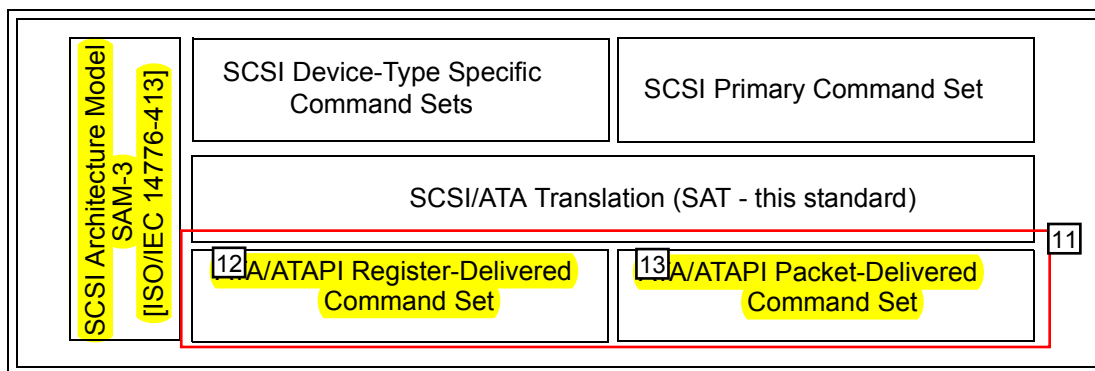 SCSI Architecture Model
SAM-3
[ISO/IEC 14776-413]
SCSI Device-Type Specific
Command Sets
SCSI Primary Command Set
SCSI/ATA Translation (SAT - this standard)
11
12
A/ATAPI Register-Delivered
Command Set
13
A/ATAPI Packet-Delivered
Command Set